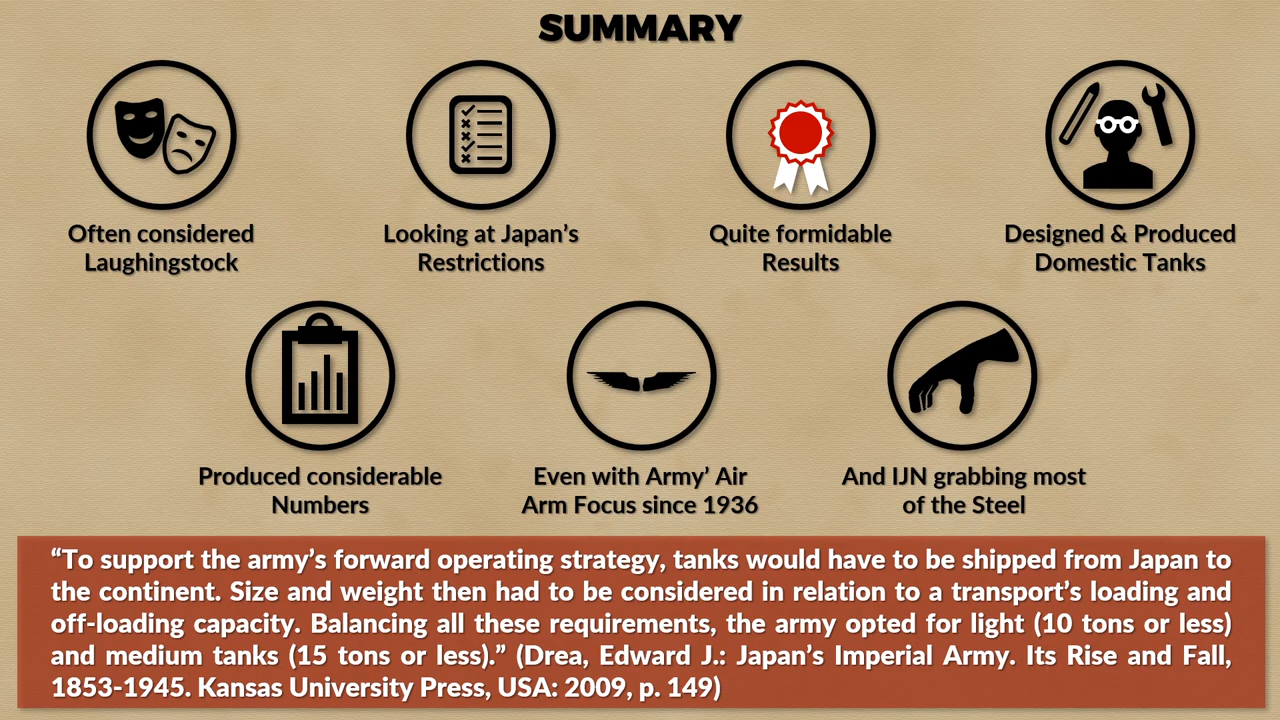 SUMMARY
Often considered
Laughingstock
Looking at Japan’s
Restrictions
Quite formidable
Results
Designed & Produced
Domestic Tanks
Produced considerable
Numbers
Even with Army’ Air
Arm Focus since 1936
And IJN grabbing most
of the Steel
“To support the army’s forward operating strategy, tanks would have to be shipped from Japan to
the continent. Size and weight then had to be considered in relation to a transport’s loading and
off-loading capacity. Balancing all these requirements, the army opted for light (10 tons or less)
and medium tanks (15 tons or less).” (Drea, Edward J.: Japan’s Imperial Army. Its Rise and Fall,
1853-1945. Kansas University Press, USA: 2009, p. 149)